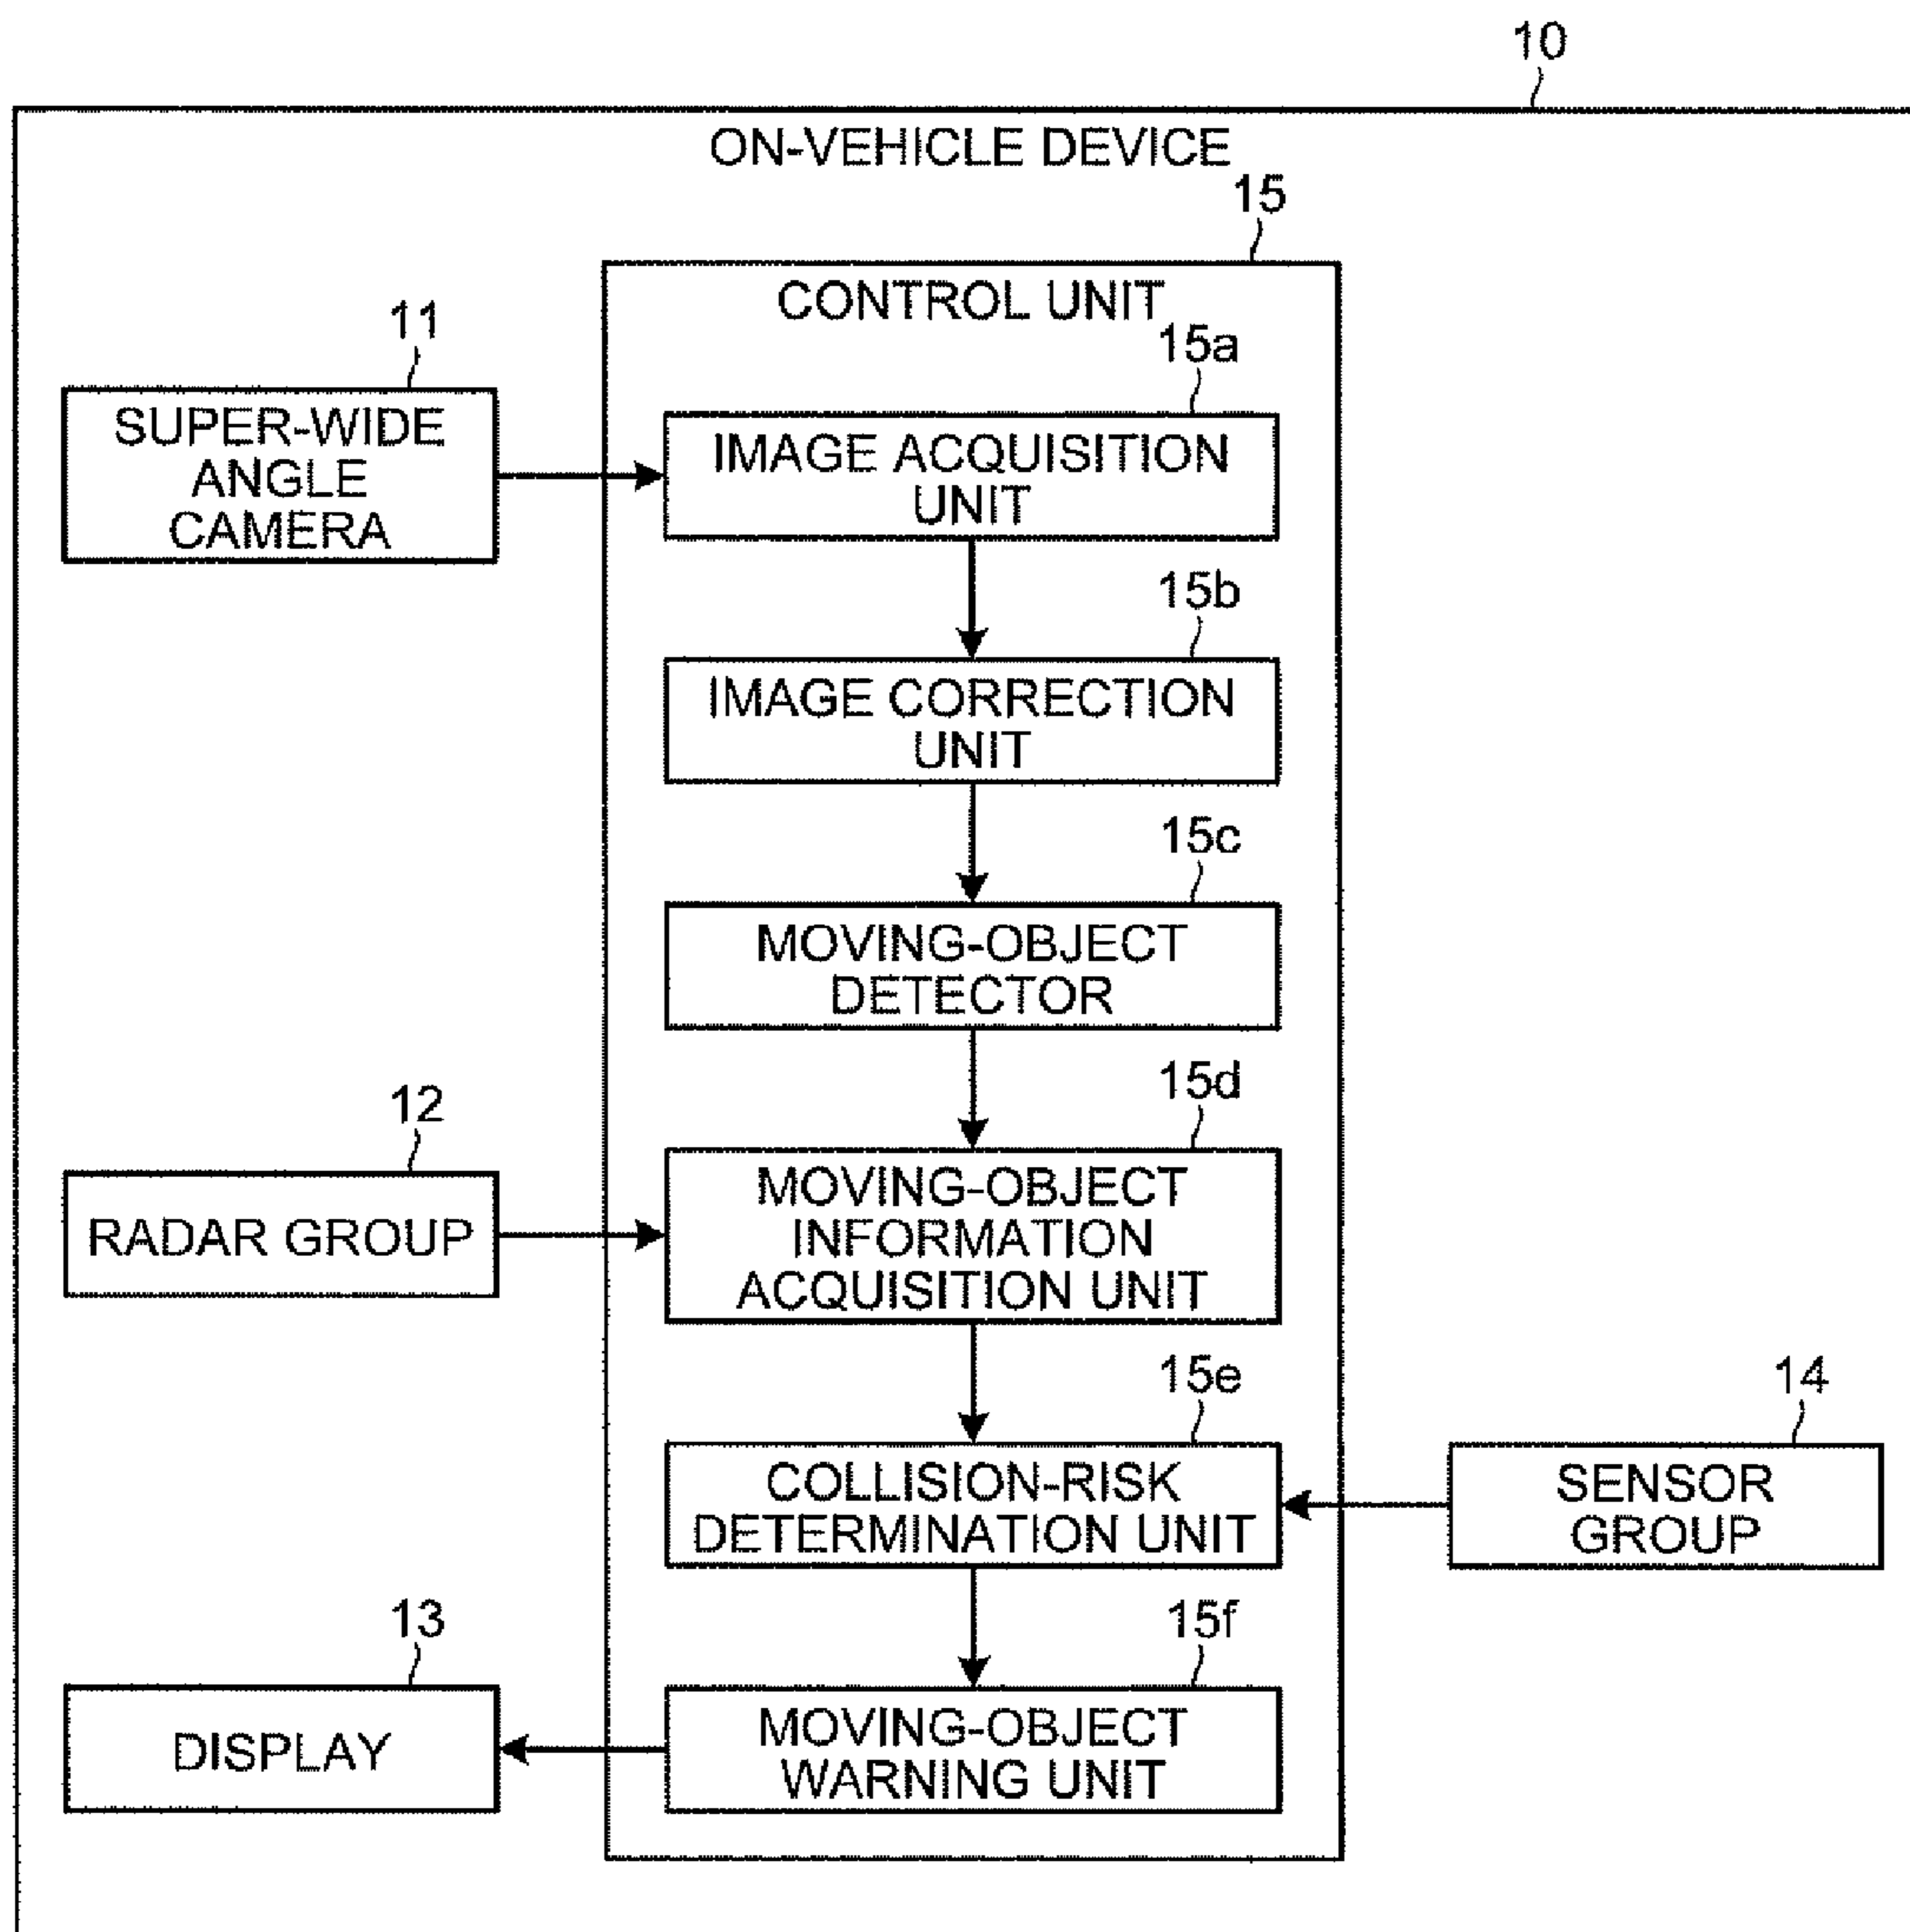 10
ON-VEHICLE DEVICE
15
CONTROL UNIT
11
SUPER-WIDE
ANGLE
CAMERA
15a
IMAGE ACQUISITION
UNIT
15b
IMAGE CORRECTION
UNIT
15c
MOVING-OBJECT
DETECTOR
12
RADAR GROUP
15d
MOVING-OBJECT
INFORMATION
ACQUISITION UNIT
15e
COLLISION-RISK
DETERMINATION UNIT
14
SENSOR
GROUP
13
DISPLAY
15f
MOVING-OBJECT
WARNING UNIT